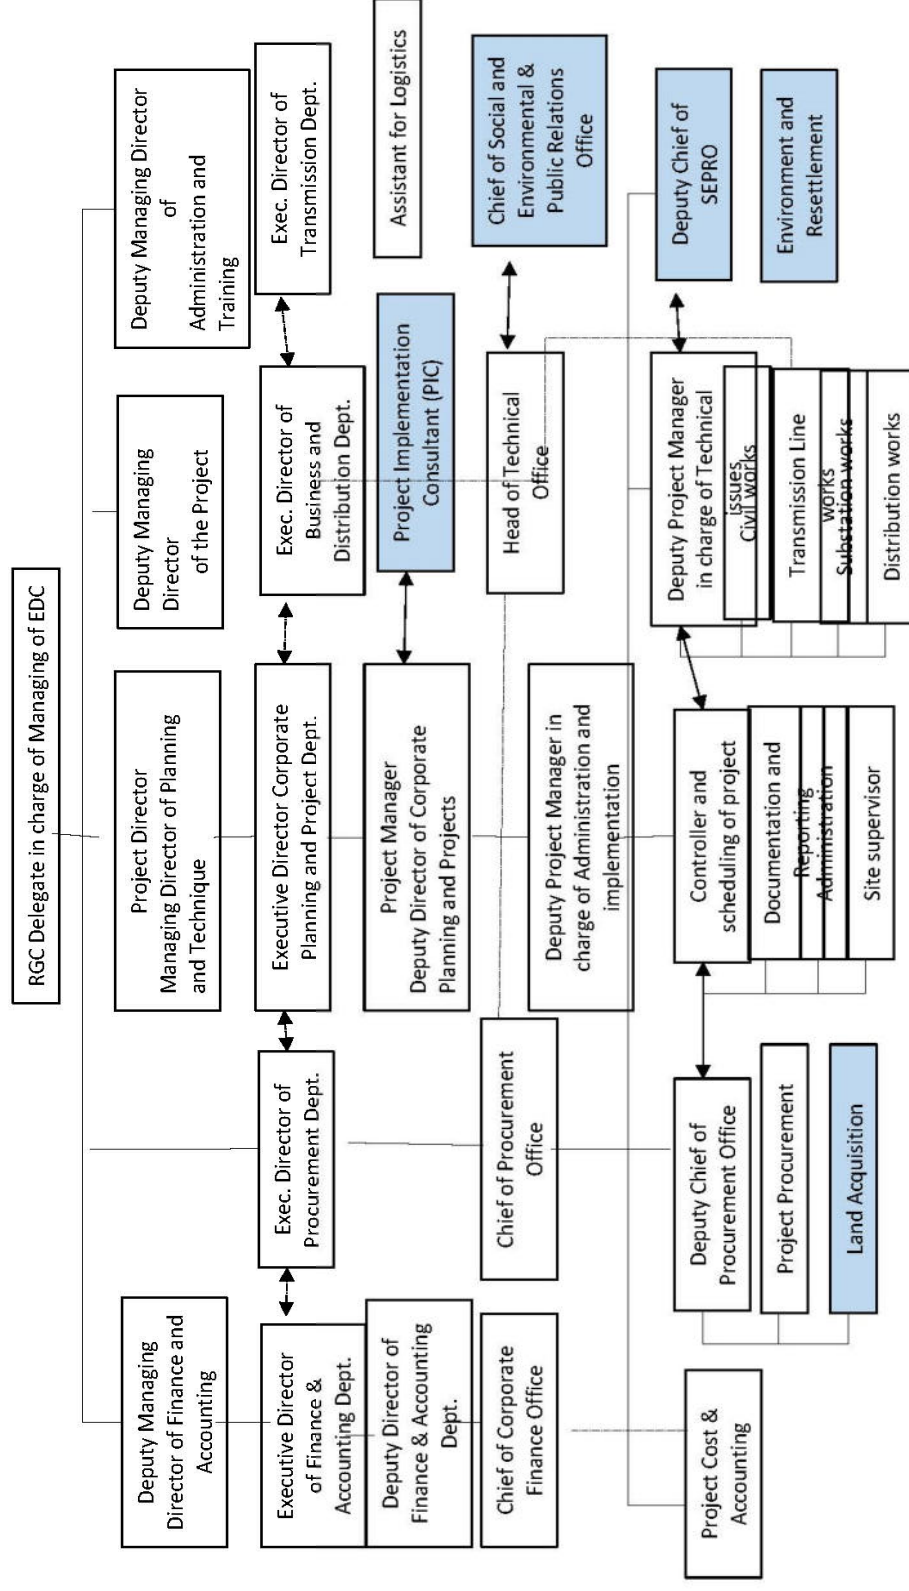 RGC Delegate in charge of Managing of EDC
Deputy Managing
Director of Finance and
Accounting
Project Director
Managing Director of Planning
and Technique
Deputy Managing
Director
of the Project
Deputy Managing Director
of
Administration and
Training
Executive Director
of Finance &
Accounting Dept.
Exec. Director of
Procurement Dept.
Executive Director Corporate
Planning and Project Dept.
Exec. Director of
Business and
Distribution Dept.
Exec. Director of
Transmission Dept.
Deputy Director of
Finance & Accounting
Dept.
Project Manager
Deputy Director of Corporate
Planning and Projects
Project Implementation
Consultant (PIC)
Assistant for Logistics
Chief of Corporate
Finance Office
Chief of Procurement
Office
Head of Technical
Office
Chief of Social and
Environmental &
Public Relations
Office
Deputy Project Manager in
charge of Administration and
implementation
Project Cost &
Accounting
Deputy Chief of
Procurement Office
Project Procurement
Land Acquisition
Controller and
scheduling of project
Documentation and
Reporting
Administration
Site supervisor
Deputy Project Manager
in charge of Technical
issues
Civil works
Transmission Line
works
Substation works
Distribution works
Deputy Chief of
SEPRO
Environment and
Resettlement